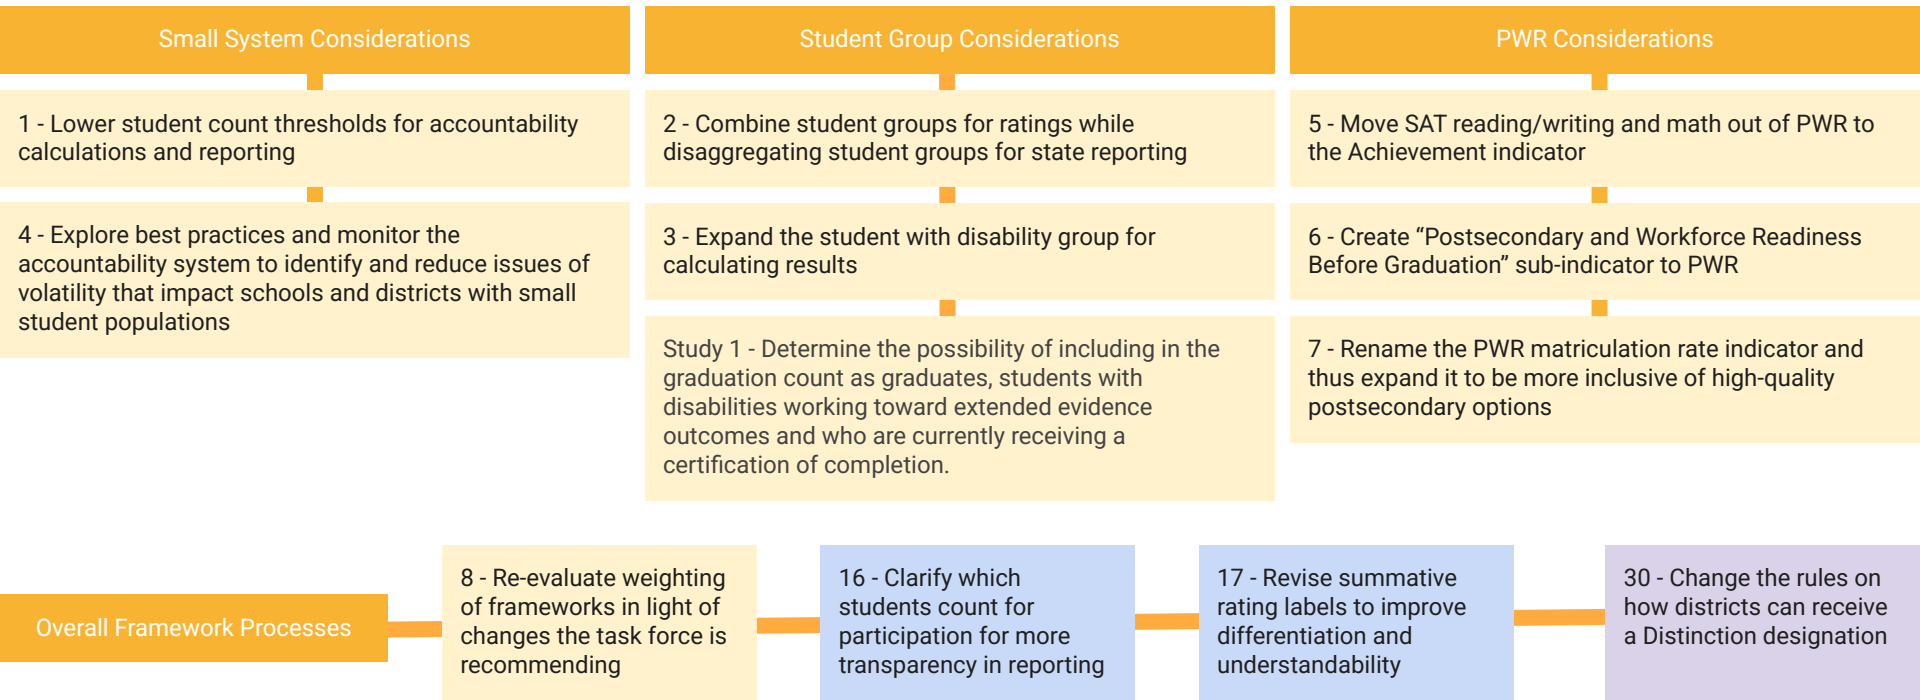 Small System Considerations
1 - Lower student count thresholds for accountability
calculations and reporting
4 - Explore best practices and monitor the
accountability system to identify and reduce issues of
volatility that impact schools and districts with small
student populations
Student Group Considerations
2 - Combine student groups for ratings while
disaggregating student groups for state reporting
3 - Expand the student with disability group for
calculating results
Study 1 - Determine the possibility of including in the
graduation count as graduates, students with
disabilities working toward extended evidence
outcomes and who are currently receiving a
certification of completion.
PWR Considerations
5 - Move SAT reading/writing and math out of PWR to
the Achievement indicator
6 - Create “Postsecondary and Workforce Readiness
Before Graduation” sub-indicator to PWR
7 - Rename the PWR matriculation rate indicator and
thus expand it to be more inclusive of high-quality
postsecondary options
Overall Framework Processes
8 - Re-evaluate weighting
of frameworks in light of
changes the task force is
recommending
16 - Clarify which
students count for
participation for more
transparency in reporting
17 - Revise summative
rating labels to improve
differentiation and
understandability
30 - Change the rules on
how districts can receive
a Distinction designation